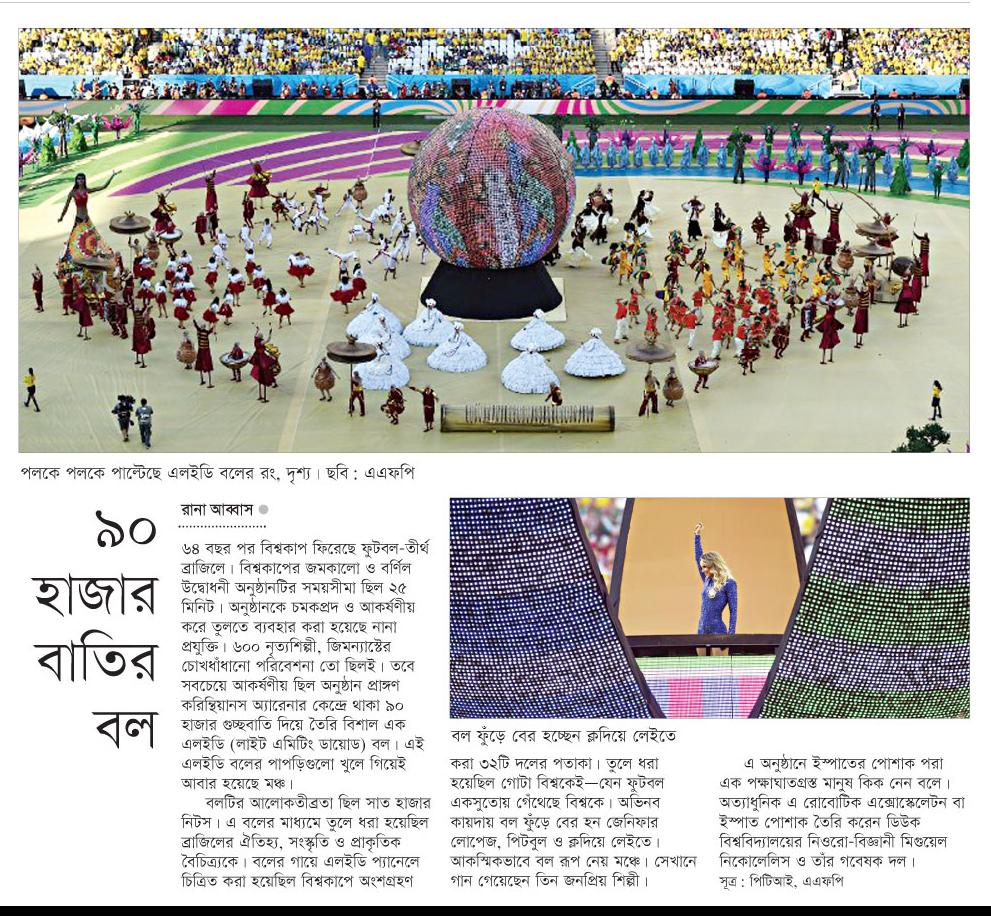 পলকে পলকে পাল্টেছে এলইডি বলের রং, দৃশ্য। ছবি : এএফপি
৯০
হাজার
বাতির
বল
রানা আব্বাস
৬৪ বছর পর বিশ্বকাপ ফিরেছে ফুটবল-তীর্থ
ব্রাজিলে। বিশ্বকাপের জমকালো ও বর্ণিল
উদ্বোধনী অনুষ্ঠানটির সময়সীমা ছিল ২৫
মিনিট। অনুষ্ঠানকে চমকপ্রদ ও আকর্ষণীয়
করে তুলতে ব্যবহার করা হয়েছে নানা
প্রযুক্তি। ৬০০ নৃত্যশিল্পী, জিমন্যাস্টের
চোখধাঁধানো পরিবেশনা তো ছিলই। তবে
সবচেয়ে আকর্ষণীয় ছিল অনুষ্ঠান প্রাঙ্গণ
করিন্থিয়ানস অ্যারেনার কেন্দ্রে থাকা ৯০
হাজার গুচ্ছবাতি দিয়ে তৈরি বিশাল এক
এলইডি (লাইট এমিটিং ডায়োড) বল। এই
এলইডি বলের পাপড়িগুলো খুলে গিয়েই
আবার হয়েছে মঞ্চ।
বলটির আলোকতীব্রতা ছিল সাত হাজার
নিটস। এ বলের মাধ্যমে তুলে ধরা হয়েছিল
ব্রাজিলের ঐতিহ্য, সংস্কৃতি ও প্রাকৃতিক
বৈচিত্র্যকে। বলের গায়ে এলইডি প্যানেলে
চিত্রিত করা হয়েছিল বিশ্বকাপে অংশগ্রহণ
বল ফুঁড়ে বের হচ্ছেন ক্লদিয়ে লেইতে
করা ৩২টি দলের পতাকা। তুলে ধরা
হয়েছিল গোটা বিশ্বকেই—যেন ফুটবল
একসুতোয় গেঁথেছে বিশ্বকে। অভিনব
কায়দায় বল ফুঁড়ে বের হন জেনিফার
লোপেজ, পিটবুল ও ক্লদিয়ে লেইতে।
আকস্মিকভাবে বল রূপ নেয় মঞ্চে। সেখানে
গান গেয়েছেন তিন জনপ্রিয় শিল্পী।
এ অনুষ্ঠানে ইস্পাতের পোশাক পরা
এক পক্ষাঘাতগ্রস্ত মানুষ কিক নেন বলে।
অত্যাধুনিক এ রোবোটিক এক্সোস্কেলেটন বা
ইস্পাত পোশাক তৈরি করেন ডিউক
বিশ্ববিদ্যালয়ের নিওরো-বিজ্ঞানী মিগুয়েল
নিকোলেলিস ও তাঁর গবেষক দল।
সূত্র : পিটিআই, এএফপি